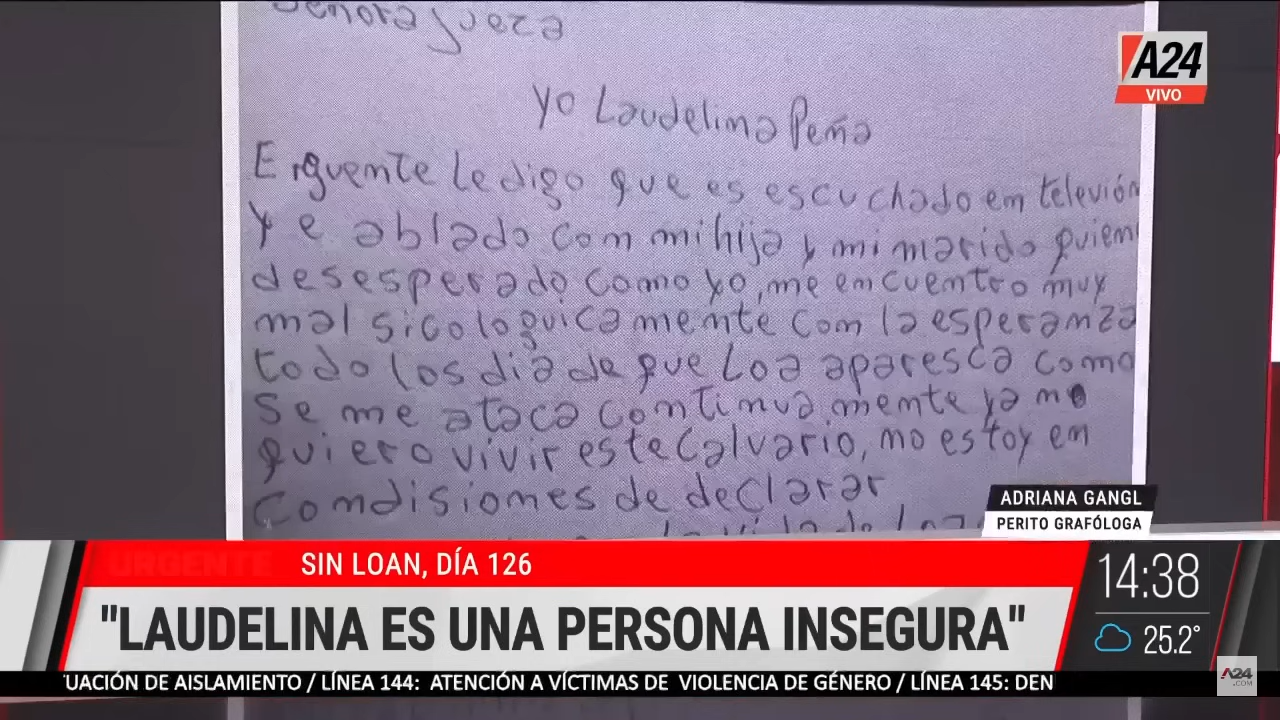 Señora jueza
A24
VIVO
Yo Laudelima Peña
Erguente le digo que es escuchado em televión
y e ablado com mi hija y mi marido quiem
desesperado como yo, me emcuentro muy
mal sicologuicamemte com la esperamza
todo los dia de que Loa aparesca como
se me ataca comtimuamente ya mo
quiero vivir este Calvario, mo estoy em
Comdisiomes de declarar
ADRIANA GANGL
PERITO GRAFÓLOGA
URGENTE
SIN LOAN, DÍA 126
14:38
"LAUDELINA ES UNA PERSONA INSEGURA"
25.2°
UACIÓN DE AISLAMIENTO / LÍNEA 144: ATENCIÓN A VÍCTIMAS DE VIOLENCIA DE GÉNERO / LÍNEA 145: DEN
A24
.COM